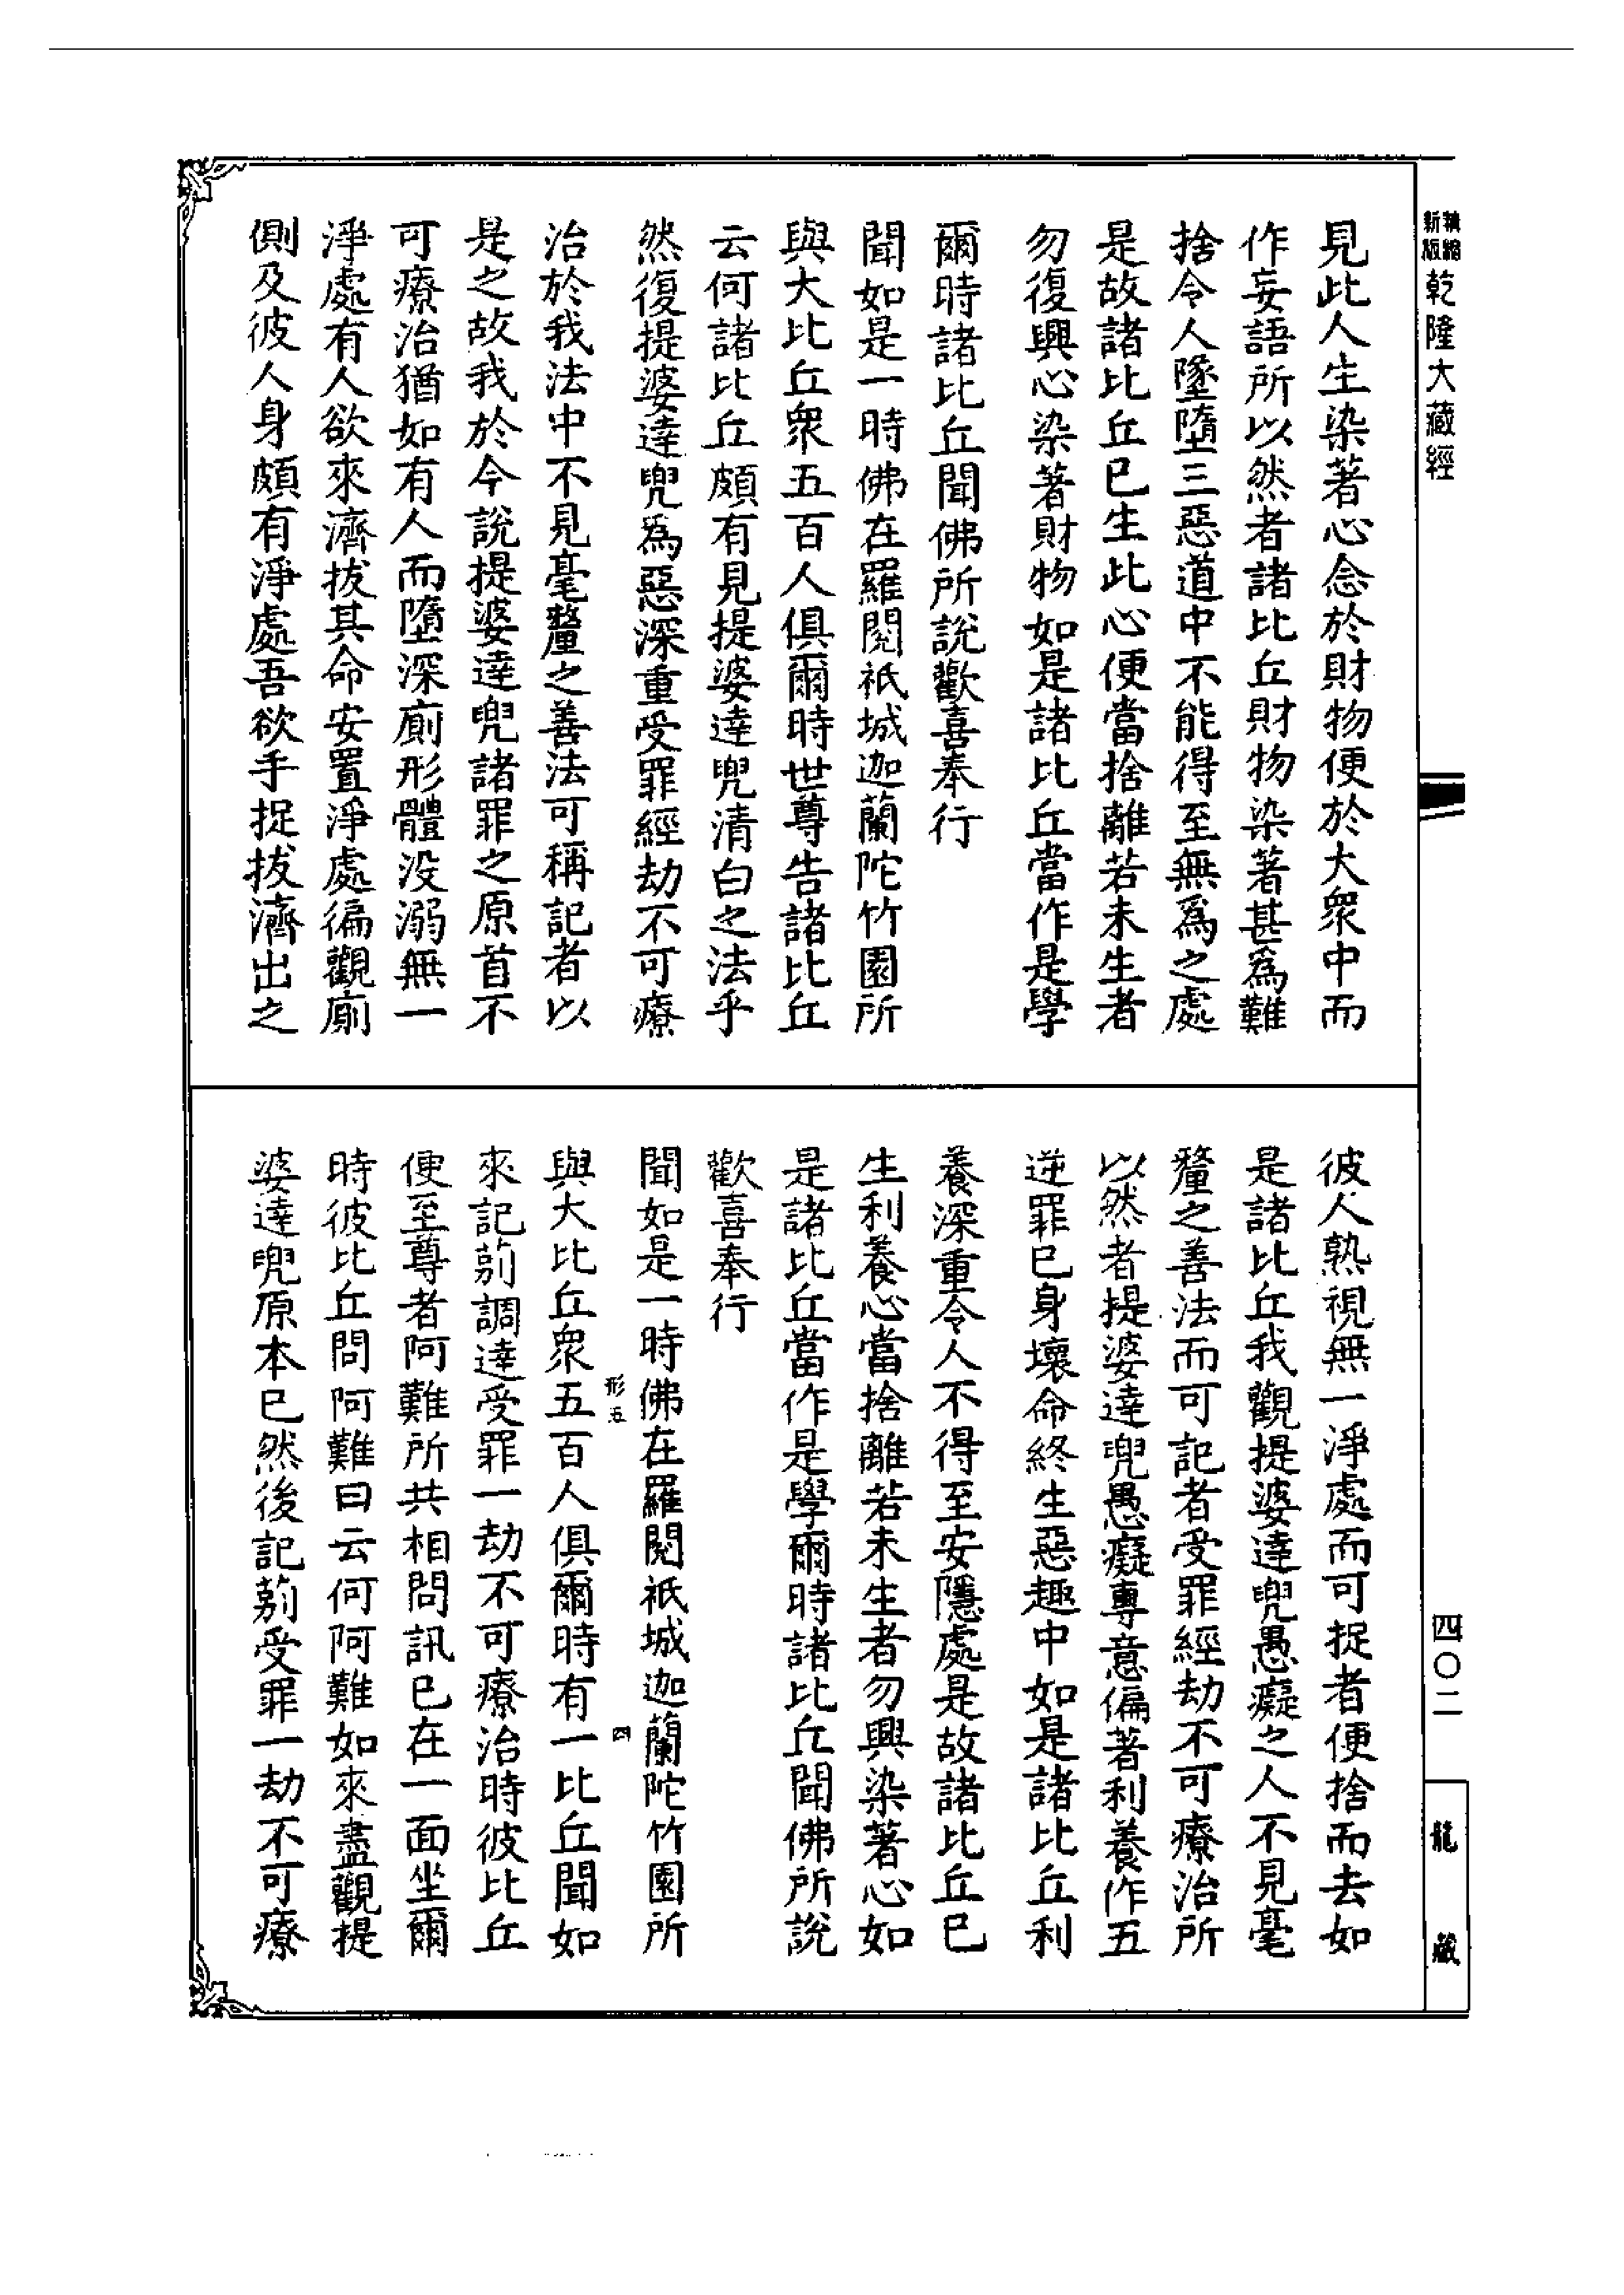 精縮
新版
乾隆大藏經
見此人生染著心念於財物便於大衆中而
作妄語所以然者諸比丘財物染著甚爲難
捨令人墜墮三惡道中不能得至無爲之處
是故諸比丘已生此心便當捨離若未生者
勿復興心染著財物如是諸比丘當作是學
爾時諸比丘聞佛所說歡喜奉行
聞如是一時佛在羅閱祇城迦蘭陀竹園所
與大比丘衆五百人俱爾時世尊告諸比丘
云何諸比丘頗有見提婆達兜清白之法乎
然復提婆達兜爲惡深重受罪經劫不可療
治於我法中不見毫釐之善法可稱記者以
是之故我於今說提婆達兜諸罪之原首不
可療治猶如有人而墮深廁形體没溺無一
淨處有人欲來濟拔其命安置淨處徧觀廁
側及彼人身頗有淨處吾欲手捉拔濟出之
彼人熟視無一淨處而可捉者便捨而去如
是諸比丘我觀提婆達兜愚癡之人不見毫
釐之善法而可記者受罪經劫不可療治所
以然者提婆達兜愚癡專意偏著利養作五
逆罪已身壞命終生惡趣中如是諸比丘利
養深重令人不得至安隱處是故諸比丘已
生利養心當捨離若未生者勿興染著心如
是諸比丘當作是學爾時諸比丘聞佛所說
歡喜奉行
聞如是一時佛在羅閱祇城迦蘭陀竹園所
形五
四
與大比丘衆五百人俱爾時有一比丘聞如
來記莂調達受罪一劫不可療治時彼比丘
便至尊者阿難所共相問訊已在一面坐爾
時彼比丘問阿難曰云何阿難如來盡觀提
婆達兜原本已然後記莂受罪一劫不可療
四〇二
龍藏